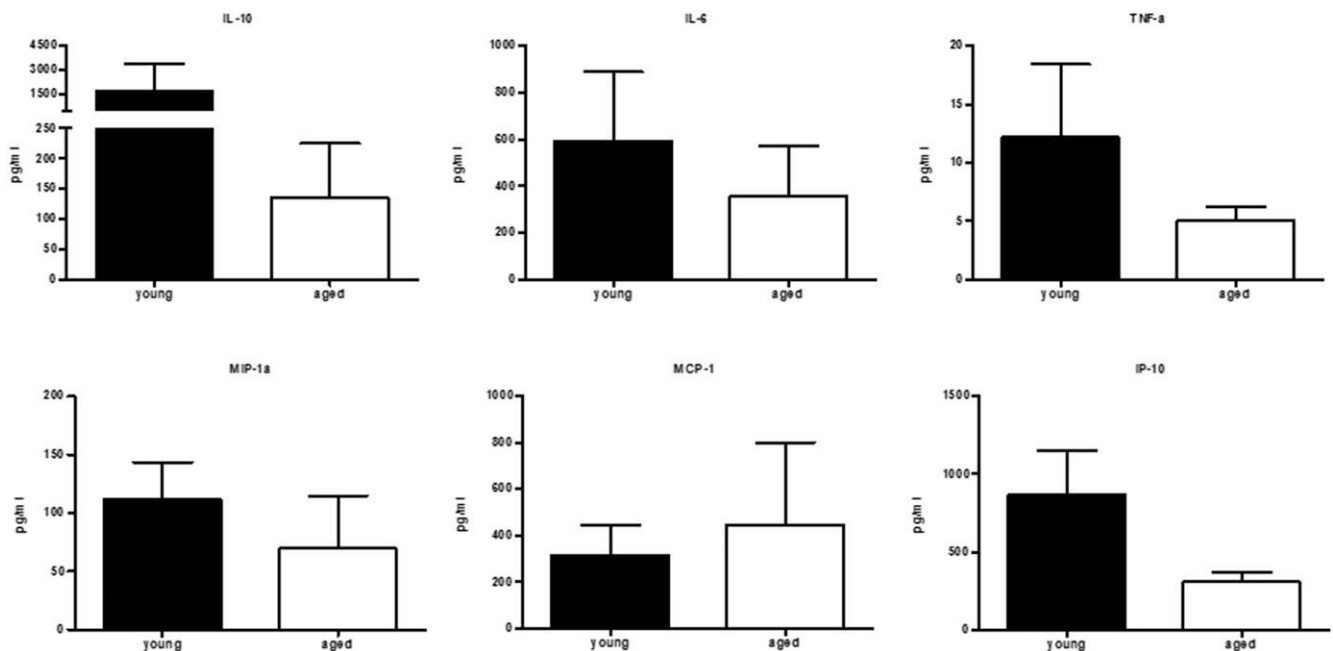 IL-10
4500
3000
1500
250
200
150
100
50
0
pg/ml
young
aged
IL-6
1000
800
600
400
200
0
pg/ml
young
aged
TNF-a
20
15
10
5
0
pg/ml
young
aged
MIP-1a
200
150
100
50
0
pg/ml
young
aged
MCP-1
1000
800
600
400
200
0
pg/ml
young
aged
IP-10
1500
1000
500
0
pg/ml
young
aged